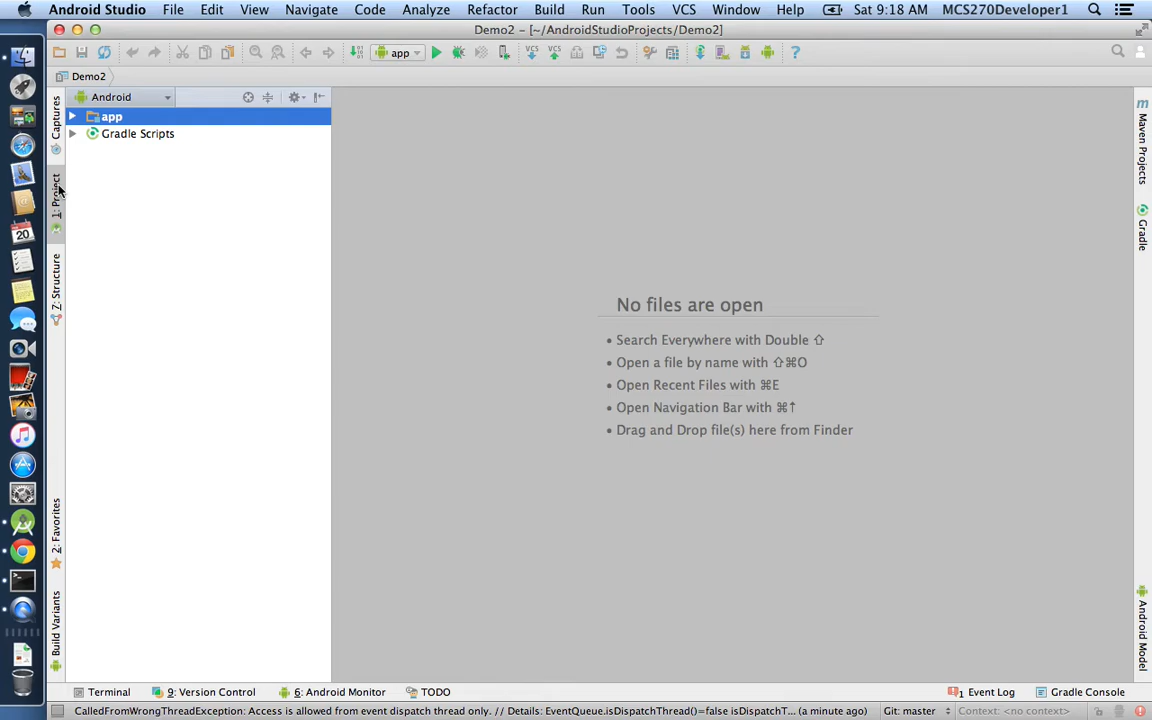 Android Studio File Edit View Navigate Code Analyze Refactor Build Run Tools VCS Window Help Sat 9:18 AM MCS270Developer1
Demo2 – [~/AndroidStudioProjects/Demo2]
app VCS VCS ?
Demo2
Android
app
Gradle Scripts
Captures
1: Project
7: Structure
2: Favorites
Build Variants
20
No files are open
• Search Everywhere with Double ⇧
• Open a file by name with ⇧⌘O
• Open Recent Files with ⌘E
• Open Navigation Bar with ⌘↑
• Drag and Drop file(s) here from Finder
m Maven Projects
Gradle
Android Model
Terminal 9: Version Control 6: Android Monitor TODO 1 Event Log Gradle Console
CalledFromWrongThreadException: Access is allowed from event dispatch thread only. // Details: EventQueue.isDispatchThread()=false isDispatchT... (a minute ago) Git: master Context: <no context>